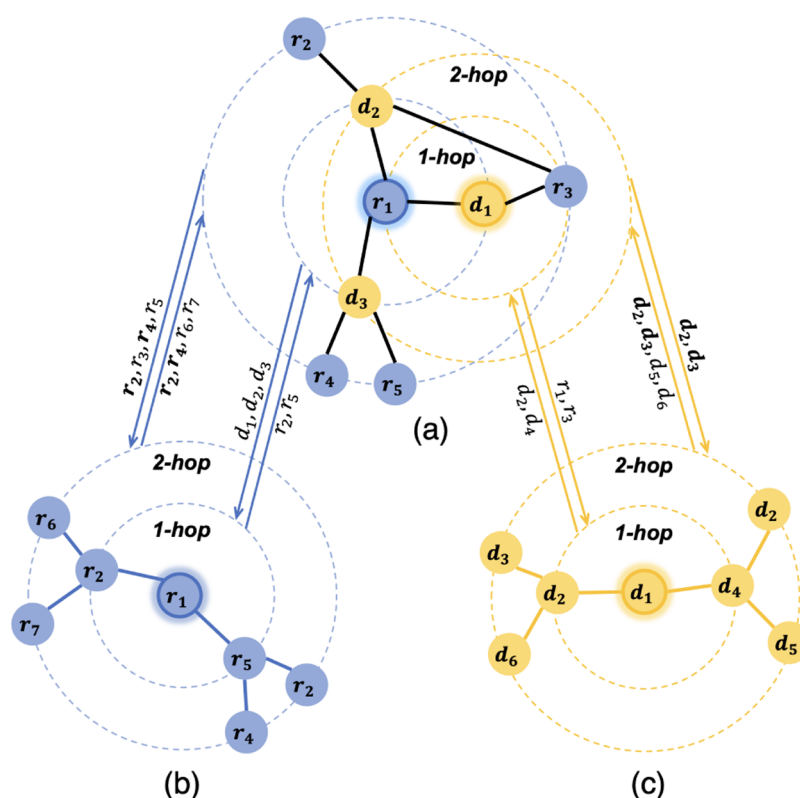 r₂
2-hop
d₂
1-hop
r₁
d₁
r₃
d₃
r₄
r₅
(a)
r₂, r₃, r₄, r₅
r₂, r₄, r₆, r₇
d₁, d₂, d₃
r₂, r₅
r₁, r₃
d₂, d₄
d₂, d₃
d₂, d₃, d₅, d₆
2-hop
r₆
1-hop
r₂
r₁
r₇
r₅
r₂
r₄
(b)
2-hop
d₂
1-hop
d₃
d₂
d₁
d₄
d₆
d₅
(c)